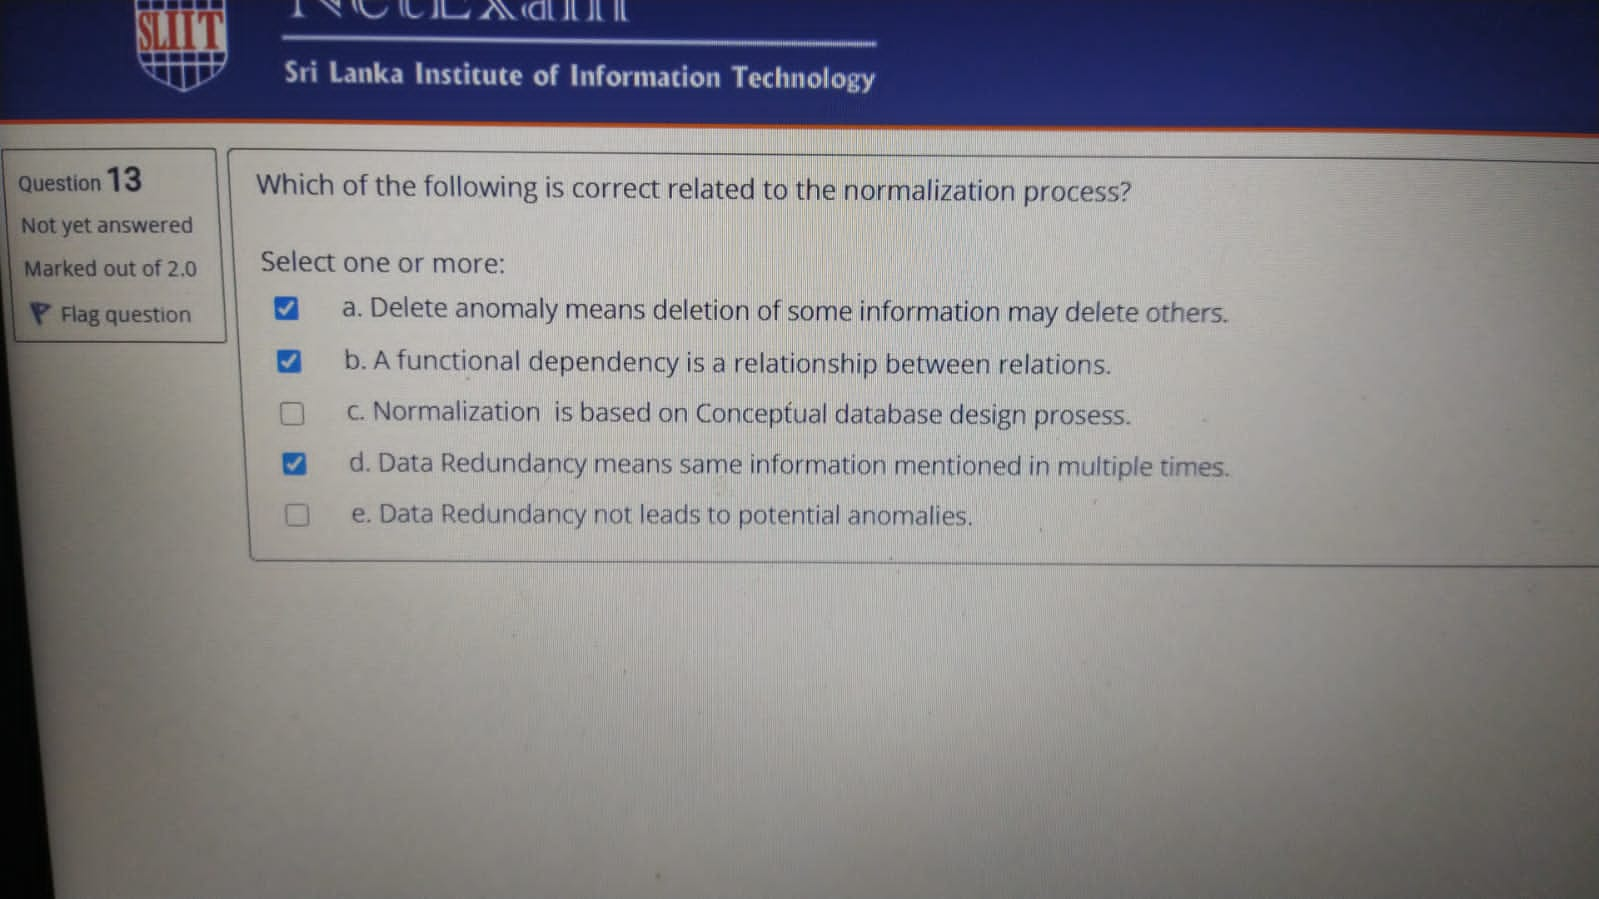 SLIIT
NetExam
Sri Lanka Institute of Information Technology
Question 13
Not yet answered
Marked out of 2.0
Flag question
Which of the following is correct related to the normalization process?
Select one or more:
a. Delete anomaly means deletion of some information may delete others.
b. A functional dependency is a relationship between relations.
c. Normalization is based on Conceptual database design prosess.
d. Data Redundancy means same information mentioned in multiple times.
e. Data Redundancy not leads to potential anomalies.